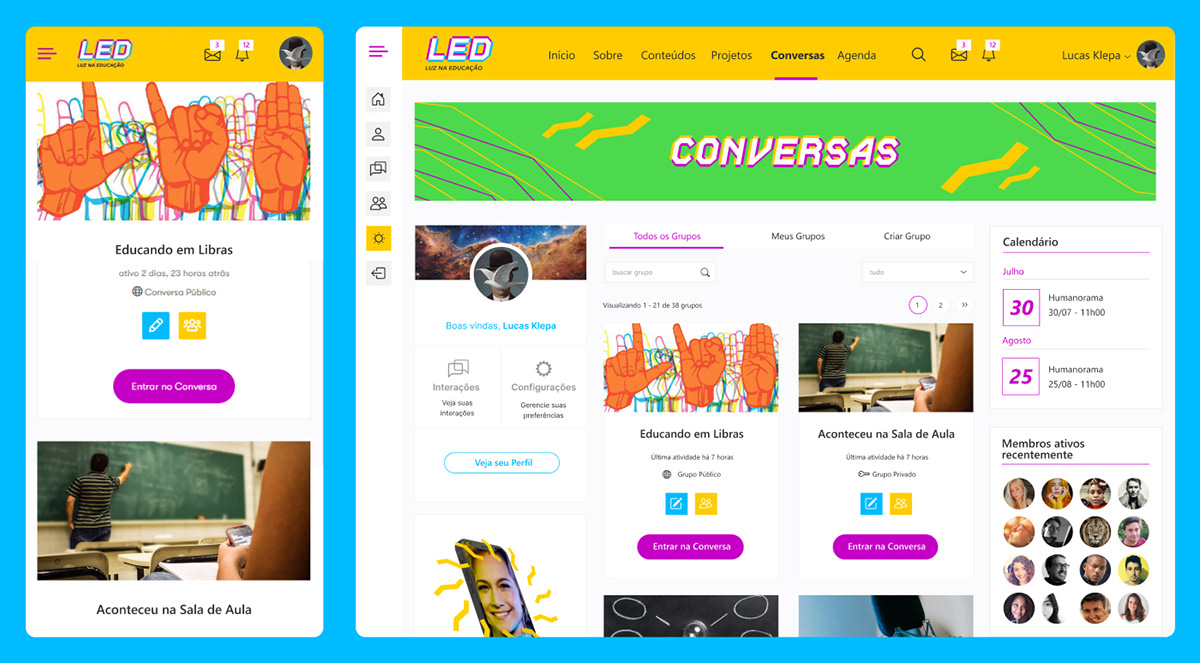 LED
LUZ NA EDUCAÇÃO
3
12
Educando em Libras
ativo 2 dias, 23 horas atrás
Conversa Público
Entrar na Conversa
Aconteceu na Sala de Aula
LED
LUZ NA EDUCAÇÃO
Início
Sobre
Conteúdos
Projetos
Conversas
Agenda
3
12
Lucas Klepa
CONVERSAS
Boas vindas, Lucas Klepa
Interações
Veja suas
interações
Configurações
Gerencie suas
preferências
Veja seu Perfil
Todos os Grupos
Meus Grupos
Criar Grupo
buscar grupo
tudo
Visualizando 1 - 21 de 38 grupos
1
2
»
Educando em Libras
Última atividade há 7 horas
Grupo Público
Entrar na Conversa
Aconteceu na Sala de Aula
Última atividade há 7 horas
Grupo Privado
Entrar na Conversa
Calendário
Julho
30
Humanorama
30/07 - 11h00
Agosto
25
Humanorama
25/08 - 11h00
Membros ativos
recentemente